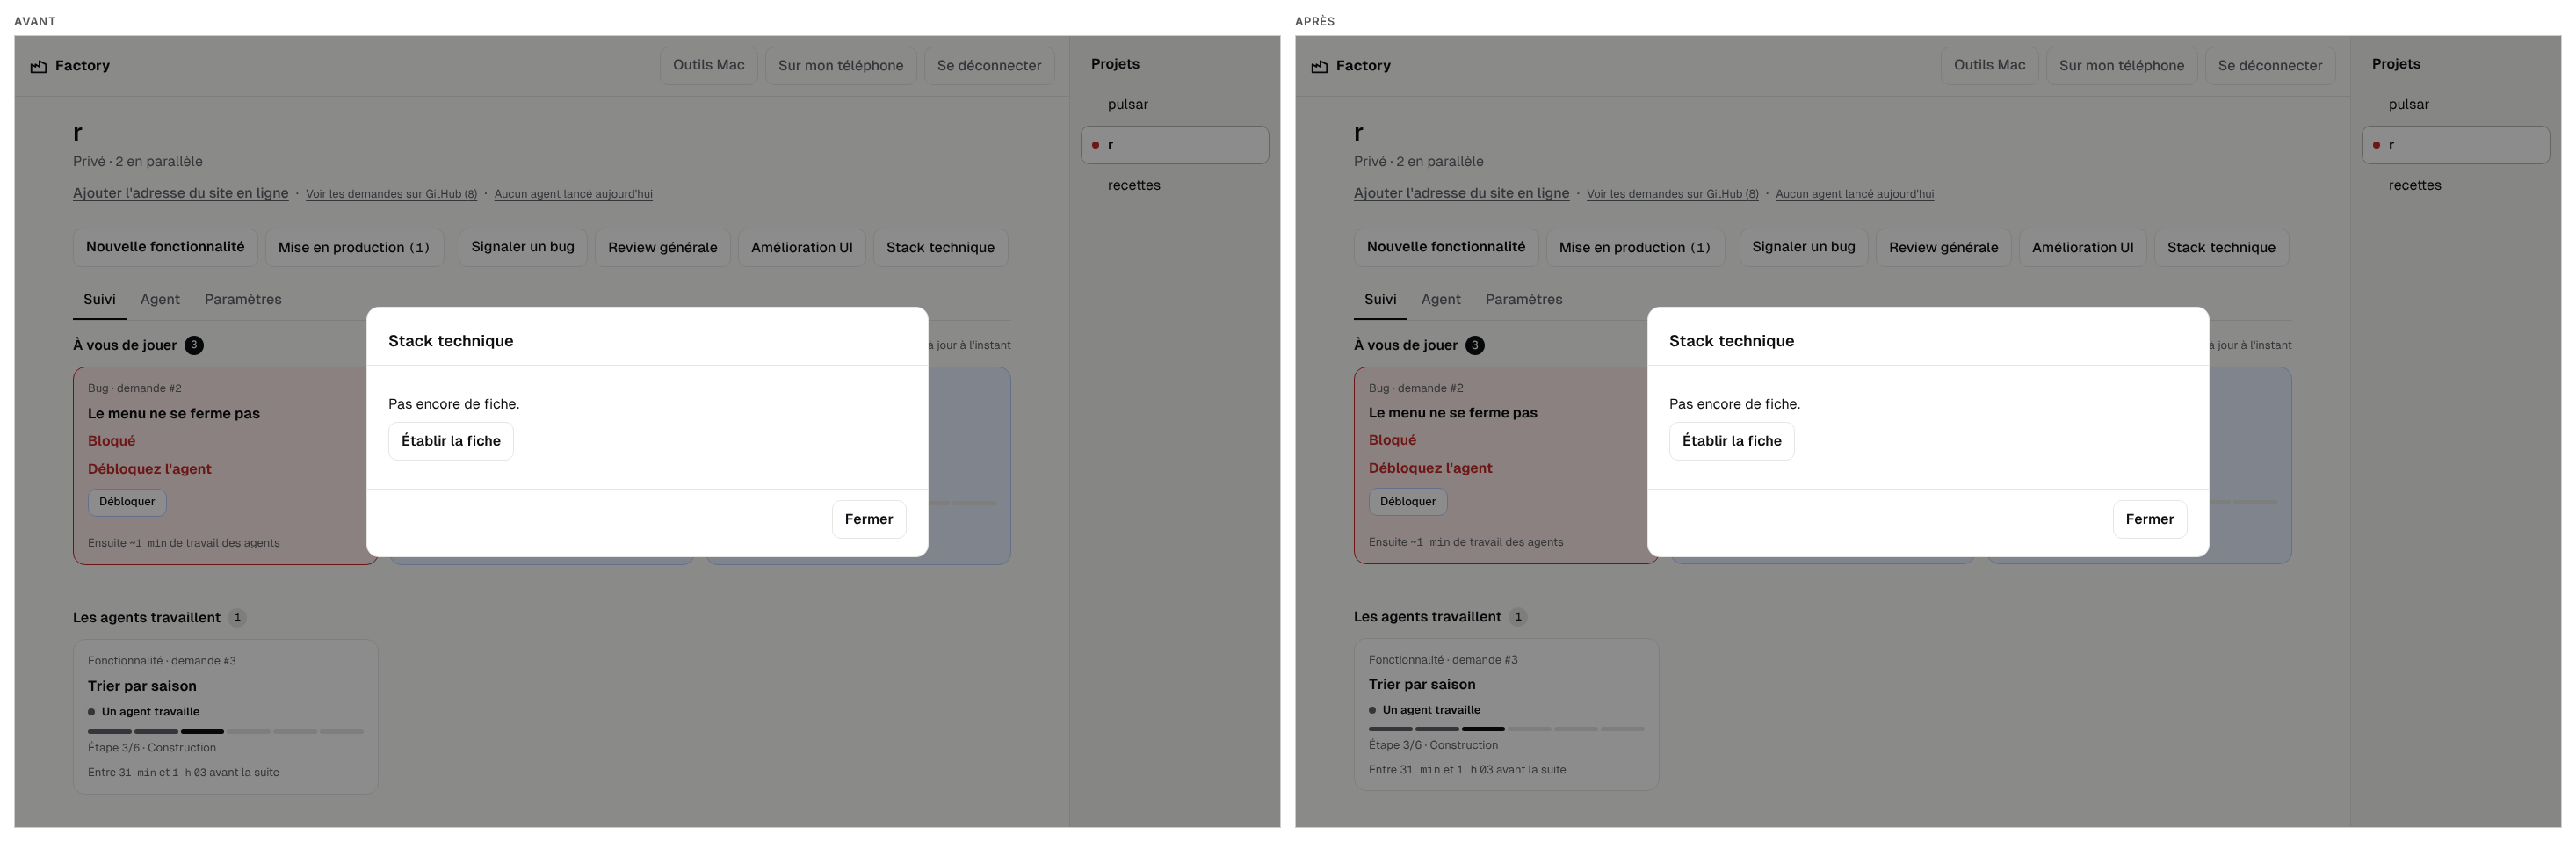 AVANT
Factory
Outils Mac
Sur mon téléphone
Se déconnecter
Projets
pulsar
r
recettes
r
Privé · 2 en parallèle
Ajouter l'adresse du site en ligne · Voir les demandes sur GitHub (8) · Aucun agent lancé aujourd'hui
Nouvelle fonctionnalité
Mise en production (1)
Signaler un bug
Review générale
Amélioration UI
Stack technique
Suivi
Agent
Paramètres
À vous de jouer 3
à jour à l'instant
Bug · demande #2
Le menu ne se ferme pas
Bloqué
Débloquez l'agent
Débloquer
Ensuite ~1 min de travail des agents
Stack technique
Pas encore de fiche.
Établir la fiche
Fermer
Les agents travaillent 1
Fonctionnalité · demande #3
Trier par saison
Un agent travaille
Étape 3/6 · Construction
Entre 31 min et 1 h 03 avant la suite
APRÈS
Factory
Outils Mac
Sur mon téléphone
Se déconnecter
Projets
pulsar
r
recettes
r
Privé · 2 en parallèle
Ajouter l'adresse du site en ligne · Voir les demandes sur GitHub (8) · Aucun agent lancé aujourd'hui
Nouvelle fonctionnalité
Mise en production (1)
Signaler un bug
Review générale
Amélioration UI
Stack technique
Suivi
Agent
Paramètres
À vous de jouer 3
à jour à l'instant
Bug · demande #2
Le menu ne se ferme pas
Bloqué
Débloquez l'agent
Débloquer
Ensuite ~1 min de travail des agents
Stack technique
Pas encore de fiche.
Établir la fiche
Fermer
Les agents travaillent 1
Fonctionnalité · demande #3
Trier par saison
Un agent travaille
Étape 3/6 · Construction
Entre 31 min et 1 h 03 avant la suite